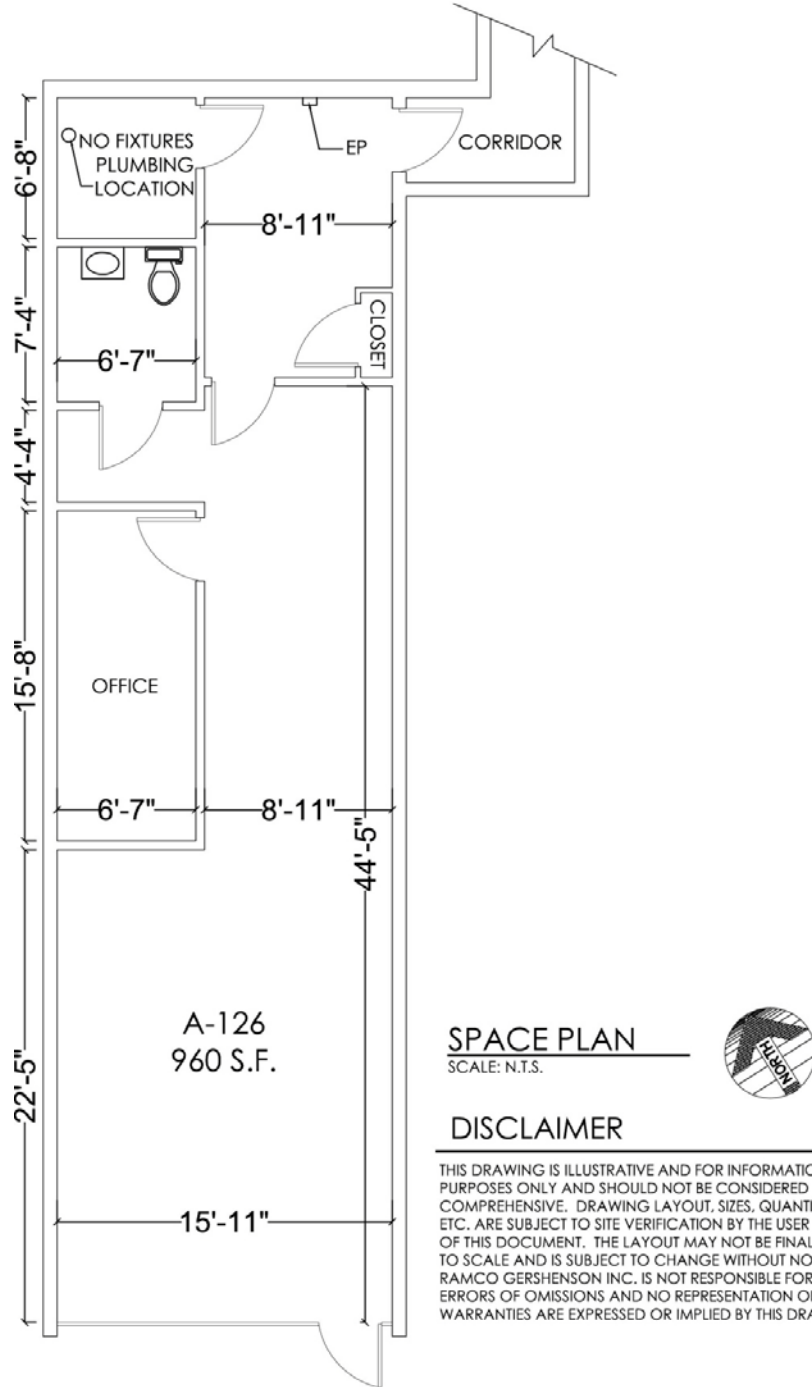 NO FIXTURES
PLUMBING
LOCATION
EP
CORRIDOR
6'-8"
8'-11"
CLOSET
7'-4"
6'-7"
4'-4"
15'-8"
OFFICE
6'-7"
8'-11"
44'-5"
A-126
960 S.F.
22'-5"
15'-11"
SPACE PLAN
SCALE: N.T.S.
NORTH
DISCLAIMER
THIS DRAWING IS ILLUSTRATIVE AND FOR
PURPOSES ONLY AND SHOULD NOT BE CONSIDERED
COMPREHENSIVE. DRAWING LAYOUT, SIZES,
ETC. ARE SUBJECT TO SITE VERIFICATION BY THE USER
OF THIS DOCUMENT. THE LAYOUT MAY NOT BE FINAL
TO SCALE AND IS SUBJECT TO CHANGE WITHOUT
RAMCO GERSHENSON INC. IS NOT RESPONSIBLE FOR
ERRORS OF OMISSIONS AND NO REPRESENTATION
WARRANTIES ARE EXPRESSED OR IMPLIED BY THIS